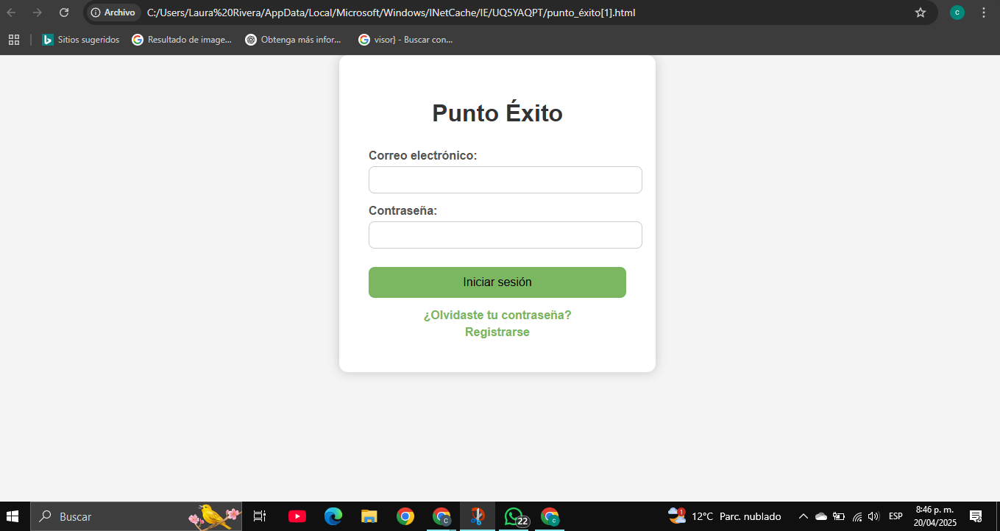 Archivo C:/Users/Laura%20Rivera/AppData/Local/Microsoft/Windows/INetCache/IE/UQ5YAQPT/punto_éxito[1].html c
Sitios sugeridos Resultado de image... Obtenga más infor... visor} - Buscar con...
Punto Éxito
Correo electrónico:
Contraseña:
Iniciar sesión
¿Olvidaste tu contraseña?
Registrarse
Buscar C 22 c 1 12°C Parc. nublado ESP 8:46 p. m.
20/04/2025